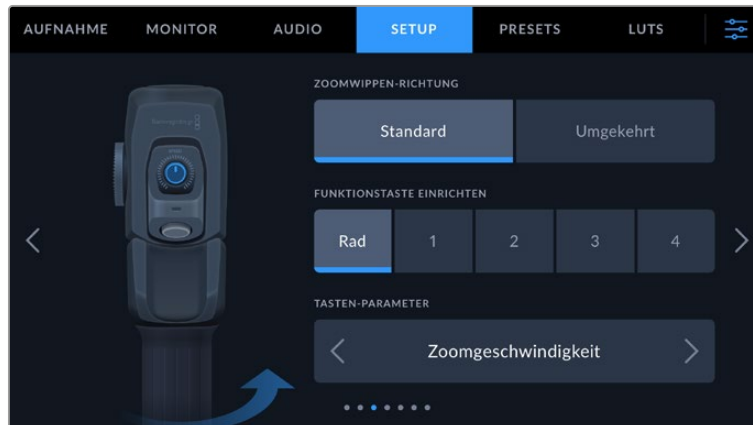 AUFNAHME MONITOR AUDIO SETUP PRESETS LUTS
ZOOMWIPPEN-RICHTUNG
Standard Umgekehrt
FUNKTIONSTASTE EINRICHTEN
Rad 1 2 3 4
TASTEN-PARAMETER
Zoomgeschwindigkeit